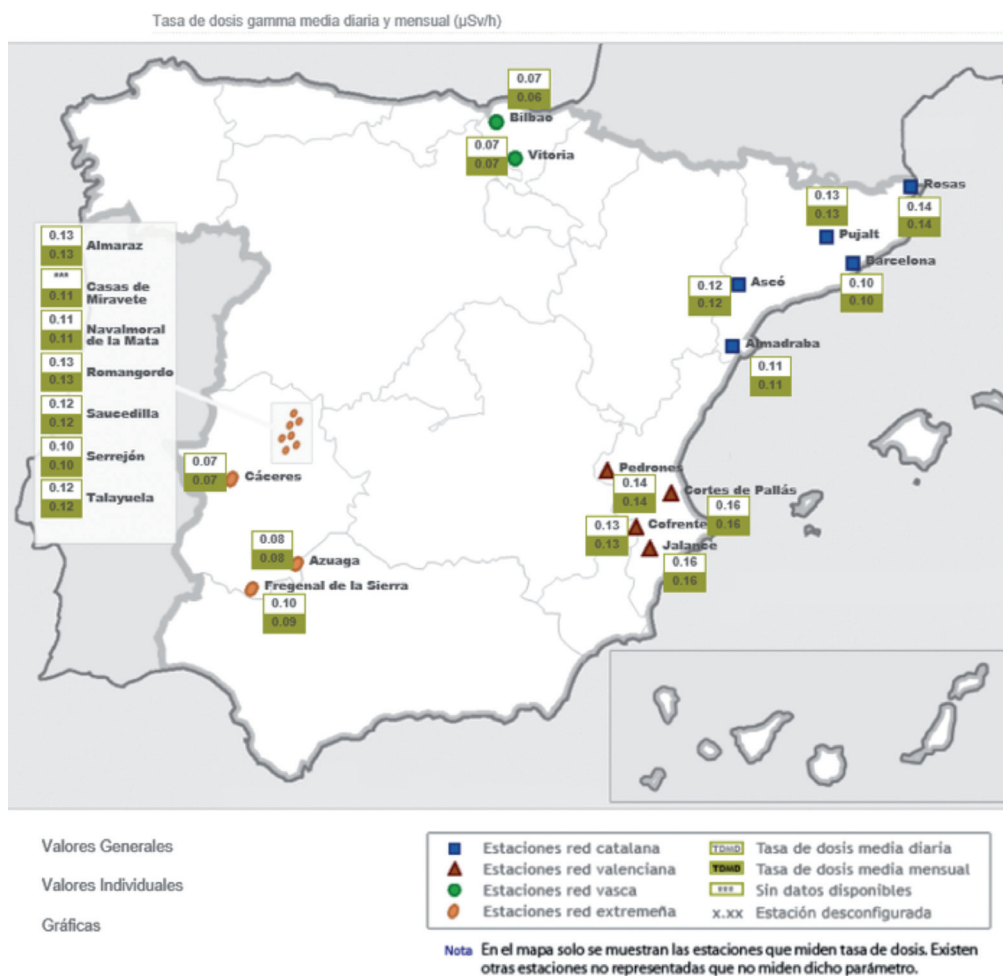 Tasa de dosis gamma media diaria y mensual (μSv/h)
0.07
0.06
Bilbao
0.07
0.07
Vitoria
Rosas
0.14
0.14
0.13
0.13
Pujalt
Barcelona
0.10
0.10
0.12
0.12
Ascó
Almadraba
0.11
0.11
0.13
0.13
Almaraz
***
0.11
Casas de
Miravete
0.11
0.11
Navalmoral
de la Mata
0.13
0.13
Romangordo
0.12
0.12
Saucedilla
0.10
0.10
Serrejón
0.12
0.12
Talayuela
0.07
0.07
Cáceres
0.08
0.08
Azuaga
Fregenal de la Sierra
0.10
0.09
Pedrones
0.14
0.14
Cortes de Pallás
0.16
0.16
0.13
0.13
Cofrente
Jalance
0.16
0.16
Valores Generales
Valores Individuales
Gráficas
Estaciones red catalana
Estaciones red valenciana
Estaciones red vasca
Estaciones red extremeña
TDMD Tasa de dosis media diaria
TDMD Tasa de dosis media mensual
*** Sin datos disponibles
x.xx Estación desconfigurada
Nota En el mapa solo se muestran las estaciones que miden tasa de dosis. Existen
otras estaciones no representadas que no miden dicho parámetro.